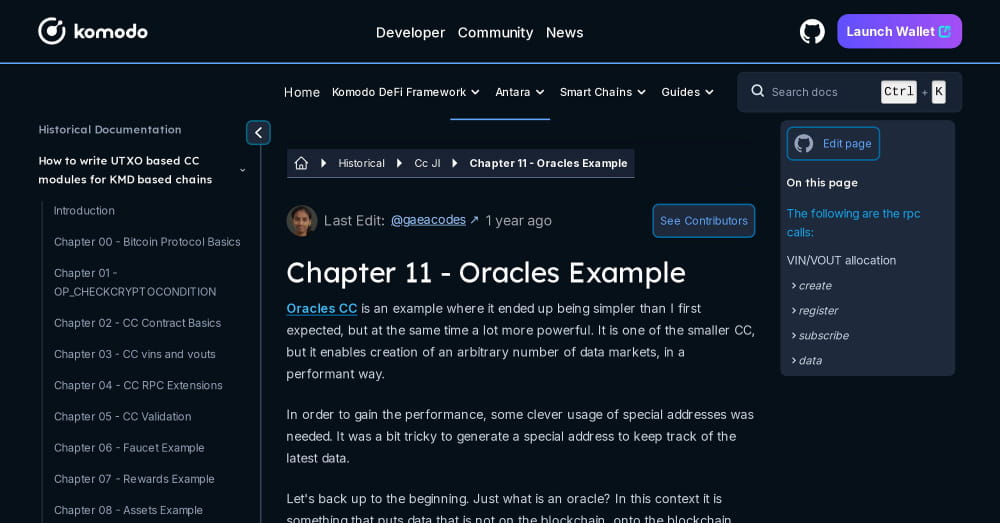 komodo
Developer Community News
Launch Wallet
Home Komodo DeFi Framework Antara Smart Chains Guides
Search docs Ctrl + K
Historical Documentation
How to write UTXO based CC
modules for KMD based chains
Introduction
Chapter 00 - Bitcoin Protocol Basics
Chapter 01 -
OP_CHECKCRYPTOCONDITION
Chapter 02 - CC Contract Basics
Chapter 03 - CC vins and vouts
Chapter 04 - CC RPC Extensions
Chapter 05 - CC Validation
Chapter 06 - Faucet Example
Chapter 07 - Rewards Example
Chapter 08 - Assets Example
Historical Cc Jl Chapter 11 - Oracles Example
Last Edit: @gaeacodes ↗ 1 year ago
See Contributors
Chapter 11 - Oracles Example
Oracles CC is an example where it ended up being simpler than I first
expected, but at the same time a lot more powerful. It is one of the smaller CC,
but it enables creation of an arbitrary number of data markets, in a
performant way.
In order to gain the performance, some clever usage of special addresses was
needed. It was a bit tricky to generate a special address to keep track of the
latest data.
Let's back up to the beginning. Just what is an oracle? In this context it is
something that puts data that is not on the blockchain, onto the blockchain.
Edit page
On this page
The following are the rpc
calls:
VIN/VOUT allocation
create
register
subscribe
data